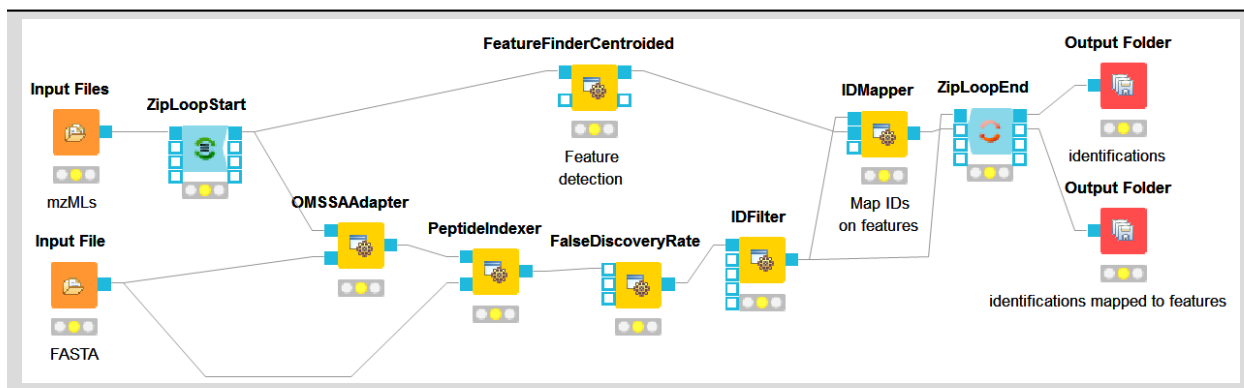 FeatureFinderCentroided
Output Folder
Input Files
ZipLoopStart
IDMapper
ZipLoopEnd
Feature
detection
identifications
mzMLs
OMSSAAdapter
Map IDs
on features
Output Folder
Input File
PeptideIndexer
FalseDiscoveryRate
IDFilter
identifications mapped to features
FASTA